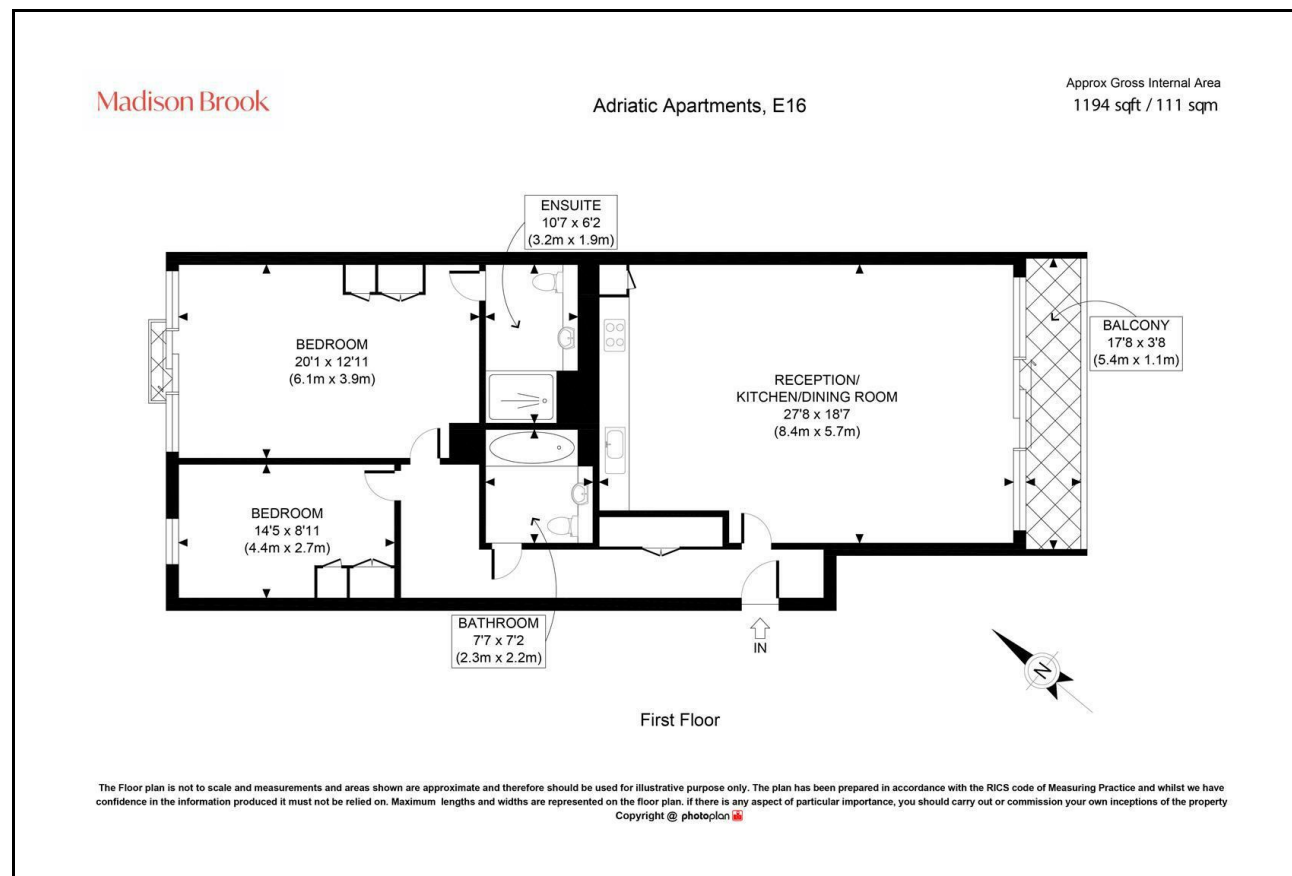 Madison Brook
Adriatic Apartments, E16
Approx Gross Internal Area
1194 sqft / 111 sqm
ENSUITE
10'7 x 6'2
(3.2m x 1.9m)
BEDROOM
20'1 x 12'11
(6.1m x 3.9m)
RECEPTION/
KITCHEN/DINING ROOM
27'8 x 18'7
(8.4m x 5.7m)
BALCONY
17'8 x 3'8
(5.4m x 1.1m)
BEDROOM
14'5 x 8'11
(4.4m x 2.7m)
BATHROOM
7'7 x 7'2
(2.3m x 2.2m)
IN
N
First Floor
The Floor plan is not to scale and measurements and areas shown are approximate and therefore should be used for illustrative purpose only. The plan has been prepared in accordance with the RICS code of Measuring Practice and whilst we have
confidence in the information produced it must not be relied on. Maximum lengths and widths are represented on the floor plan. if there is any aspect of particular importance, you should carry out or commission your own inceptions of the property
Copyright @ photoplan